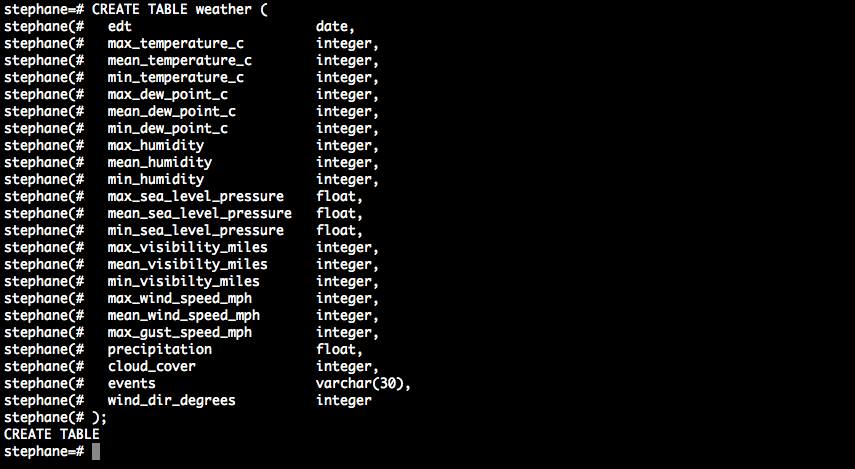 stephane=# CREATE TABLE weather (
stephane(#   edt                       date,
stephane(#   max_temperature_c         integer,
stephane(#   mean_temperature_c        integer,
stephane(#   min_temperature_c         integer,
stephane(#   max_dew_point_c           integer,
stephane(#   mean_dew_point_c          integer,
stephane(#   min_dew_point_c           integer,
stephane(#   max_humidity              integer,
stephane(#   mean_humidity             integer,
stephane(#   min_humidity              integer,
stephane(#   max_sea_level_pressure    float,
stephane(#   mean_sea_level_pressure   float,
stephane(#   min_sea_level_pressure    float,
stephane(#   max_visibility_miles      integer,
stephane(#   mean_visibilty_miles      integer,
stephane(#   min_visibilty_miles       integer,
stephane(#   max_wind_speed_mph        integer,
stephane(#   mean_wind_speed_mph       integer,
stephane(#   max_gust_speed_mph        integer,
stephane(#   precipitation             float,
stephane(#   cloud_cover               integer,
stephane(#   events                    varchar(30),
stephane(#   wind_dir_degrees          integer
stephane(# );
CREATE TABLE
stephane=#